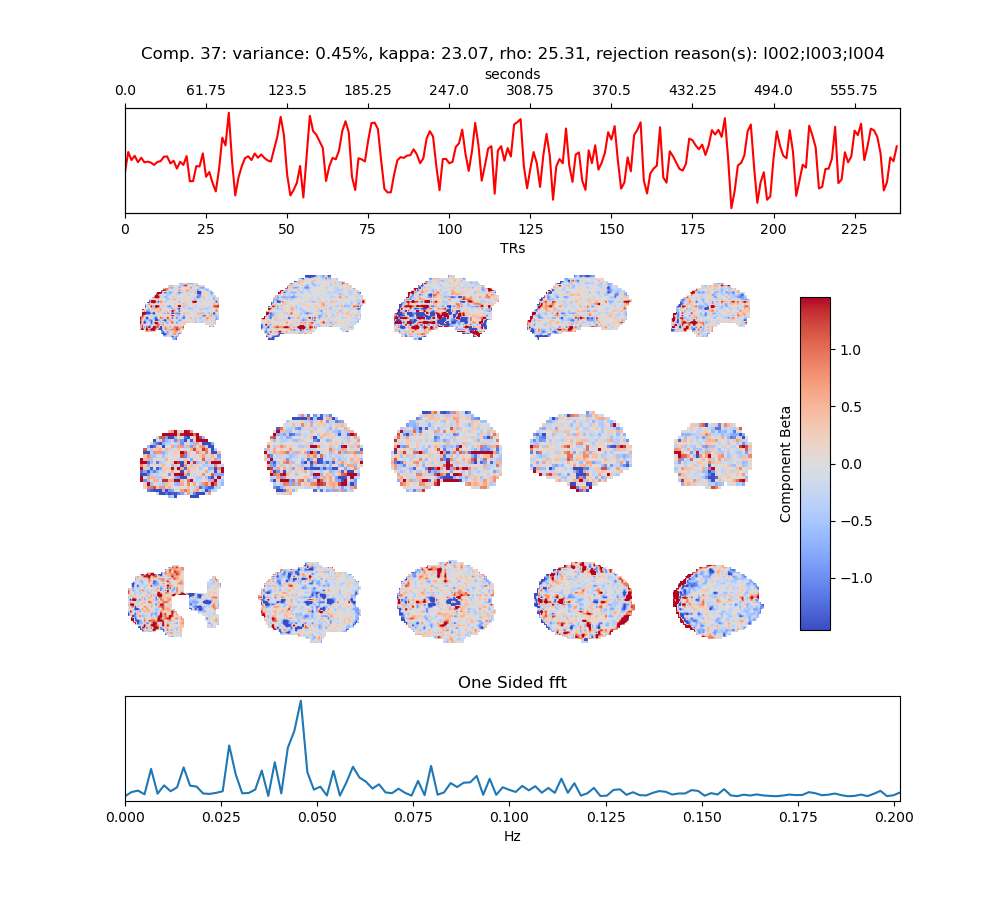 Comp. 37: variance: 0.45%, kappa: 23.07, rho: 25.31, rejection reason(s): I002;I003;I004
seconds
0.0 61.75 123.5 185.25 247.0 308.75 370.5 432.25 494.0 555.75
0 25 50 75 100 125 150 175 200 225
TRs
1.0
0.5
0.0
−0.5
−1.0
Component Beta
One Sided fft
0.000 0.025 0.050 0.075 0.100 0.125 0.150 0.175 0.200
Hz